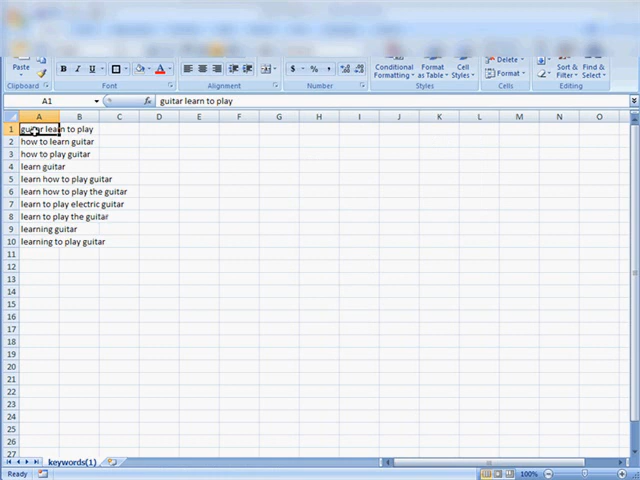 Paste
B I U
A
$ % ,
Conditional Formatting
Format as Table
Cell Styles
Delete
Format
Sort & Filter
Find & Select
Clipboard
Font
Alignment
Number
Styles
Cells
Editing
A1
fx
guitar learn to play
A B C D E F G H I J K L M N O
1 guitar learn to play
2 how to learn guitar
3 how to play guitar
4 learn guitar
5 learn how to play guitar
6 learn how to play the guitar
7 learn to play electric guitar
8 learn to play the guitar
9 learning guitar
10 learning to play guitar
11
12
13
14
15
16
17
18
19
20
21
22
23
24
25
26
27
keywords(1)
Ready
100%